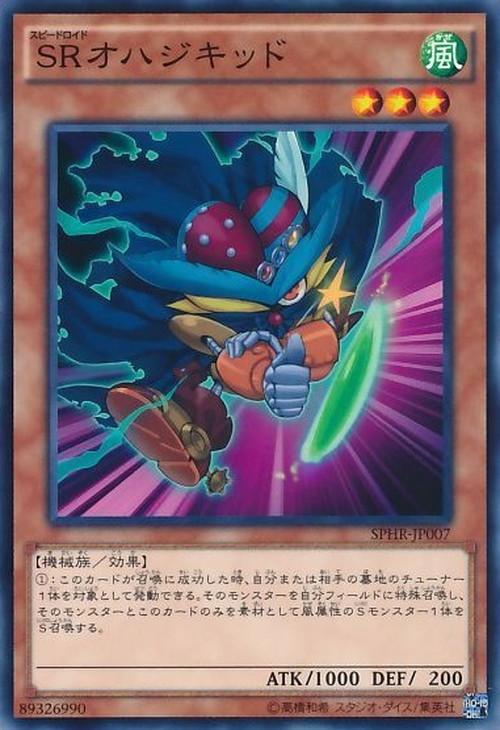 スピードロイド
SRオハジキッド
風
SPHR-JP007
【機械族/効果】
①:このカードが召喚に成功した時、自分または相手の墓地のチューナー
1体を対象として発動できる。そのモンスターを自分フィールドに特殊召喚し、
そのモンスターとこのカードのみを素材として風属性のSモンスター1体を
S召喚する。
ATK/1000 DEF/ 200
89326990
©高橋和希 スタジオ・ダイス/集英社